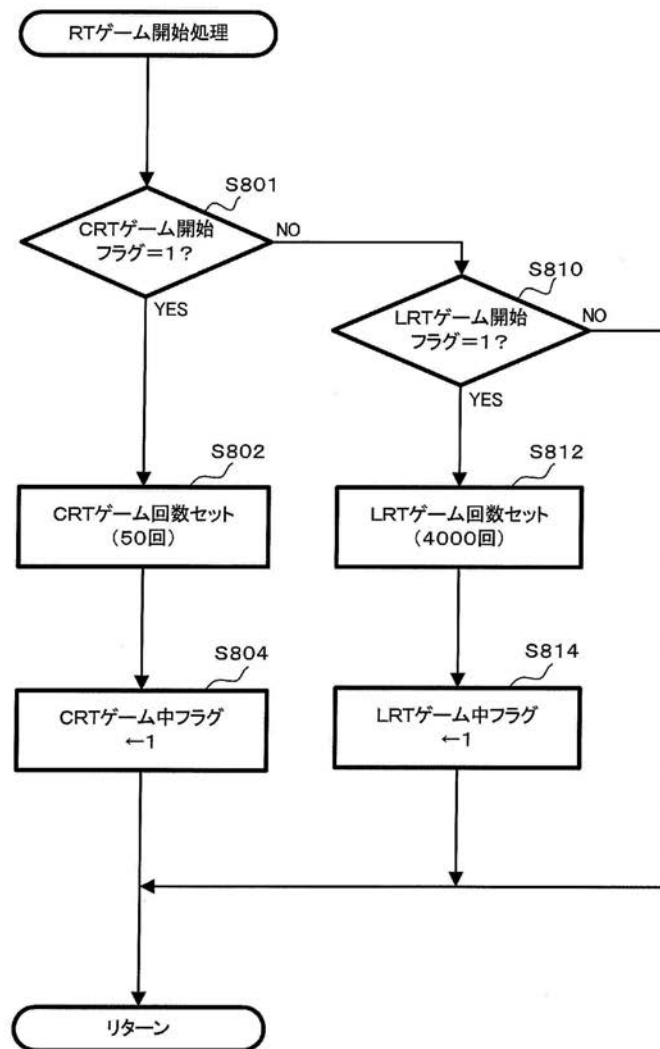 RTゲーム開始処理
S801
CRTゲーム開始
フラグ=1?
NO
YES
S810
LRTゲーム開始
フラグ=1?
NO
YES
S802
CRTゲーム回数セット
(50回)
S812
LRTゲーム回数セット
(4000回)
S804
CRTゲーム中フラグ
←1
S814
LRTゲーム中フラグ
←1
リターン